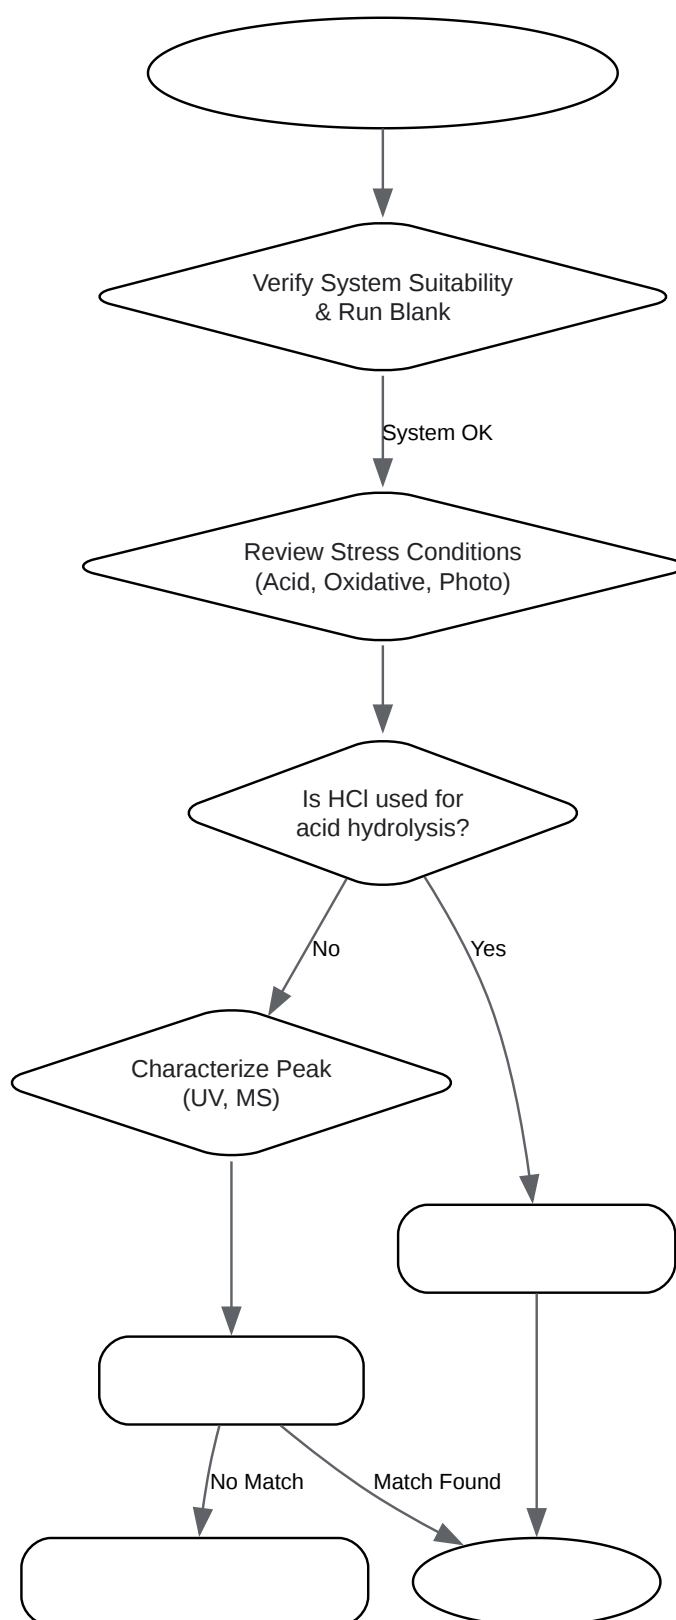 Verify System Suitability
& Run Blank
System OK
Review Stress Conditions
(Acid, Oxidative, Photo)
Is HCl used for
acid hydrolysis?
No
Yes
Characterize Peak
(UV, MS)
No Match
Match Found